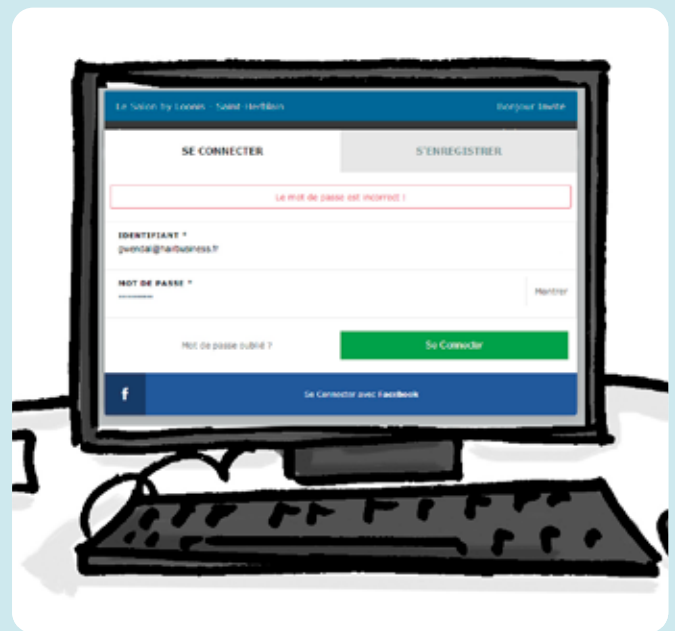 Le Salon by Loomis - Saint-Herblain
Bonjour Invité
SE CONNECTER
S'ENREGISTRER
Le mot de passe est incorrect !
IDENTIFIANT *
gwendal@hairbusiness.fr
MOT DE PASSE *
Montrer
Mot de passe oublié ?
Se Connecter
f
Se Connecter avec Facebook